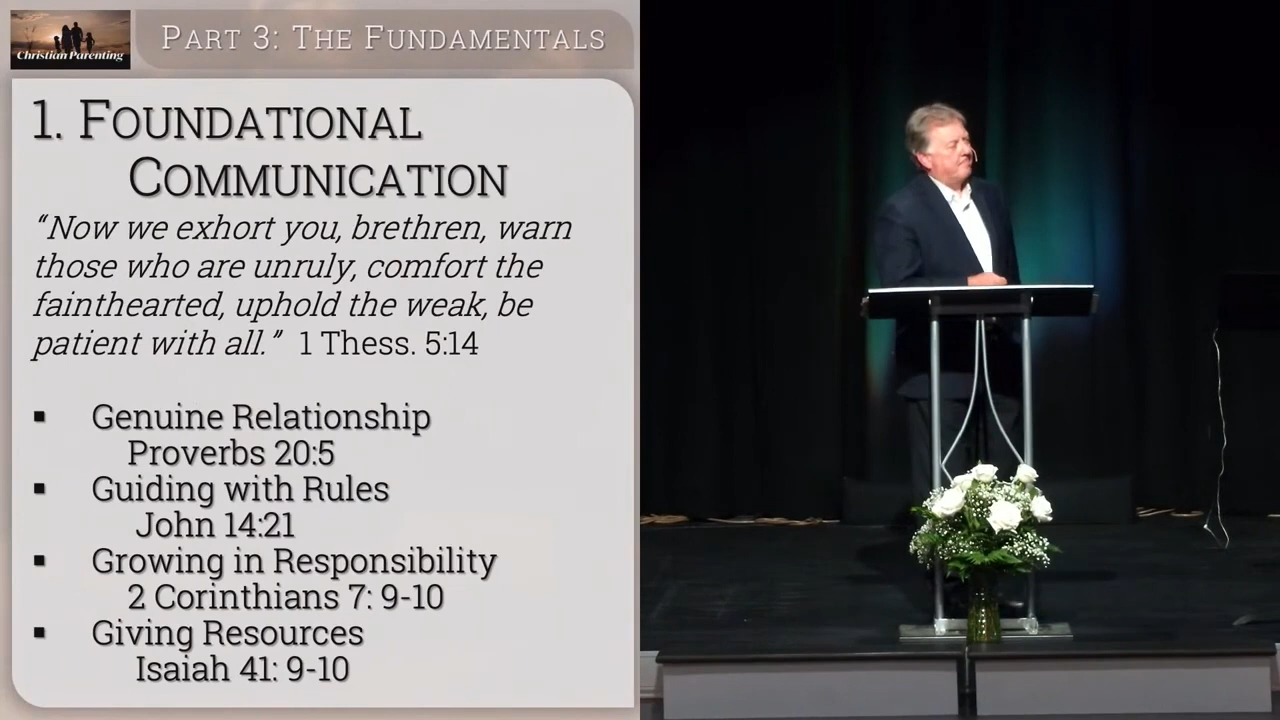 Christian Parenting
Part 3: The Fundamentals
1. Foundational
Communication
“Now we exhort you, brethren, warn
those who are unruly, comfort the
fainthearted, uphold the weak, be
patient with all.” 1 Thess. 5:14
▪ Genuine Relationship
Proverbs 20:5
▪ Guiding with Rules
John 14:21
▪ Growing in Responsibility
2 Corinthians 7: 9-10
▪ Giving Resources
Isaiah 41: 9-10